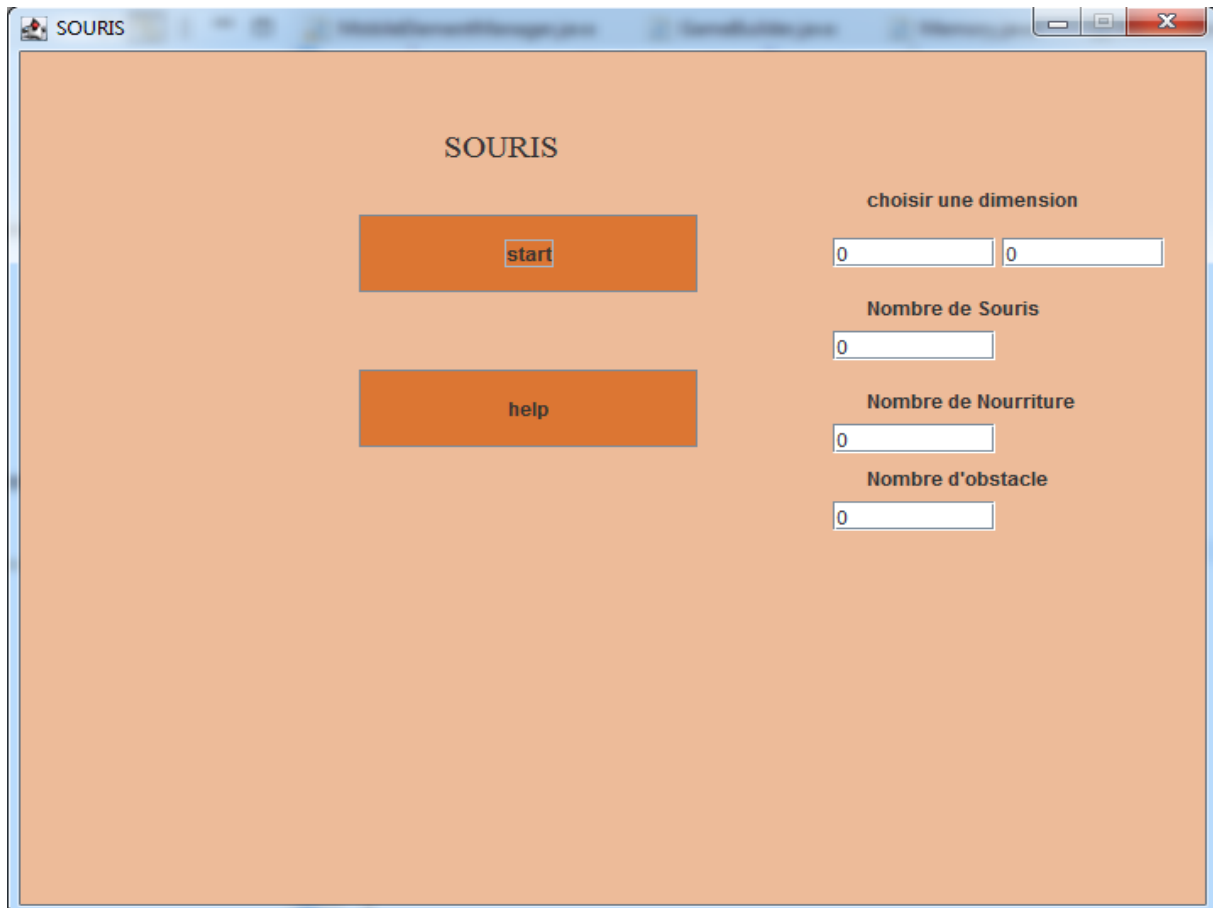 SOURIS
SOURIS
start
help
choisir une dimension
0 0
Nombre de Souris
0
Nombre de Nourriture
0
Nombre d'obstacle
0